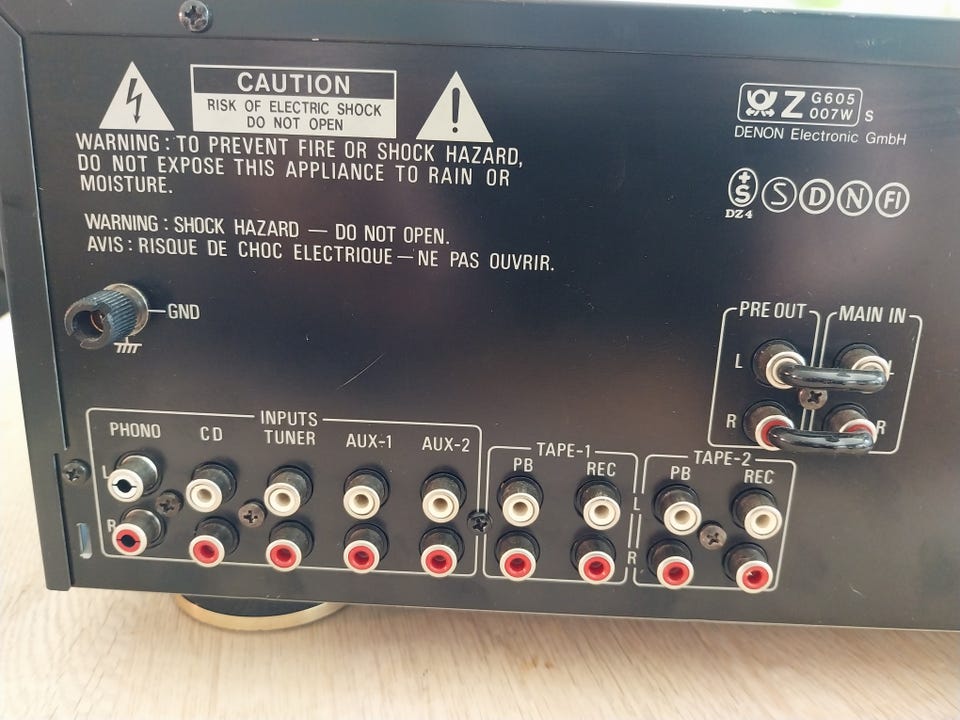 CAUTION
RISK OF ELECTRIC SHOCK
DO NOT OPEN
WARNING : TO PREVENT FIRE OR SHOCK HAZARD,
DO NOT EXPOSE THIS APPLIANCE TO RAIN OR
MOISTURE.
WARNING : SHOCK HAZARD — DO NOT OPEN.
AVIS : RISQUE DE CHOC ELECTRIQUE — NE PAS OUVRIR.
Z G605
007W S
DENON Electronic GmbH
+S S D N FI
DZ4
GND
PRE OUT MAIN IN
L L
R R
INPUTS
PHONO CD TUNER AUX-1 AUX-2
L
R
TAPE-1
PB REC
L
R
TAPE-2
PB REC